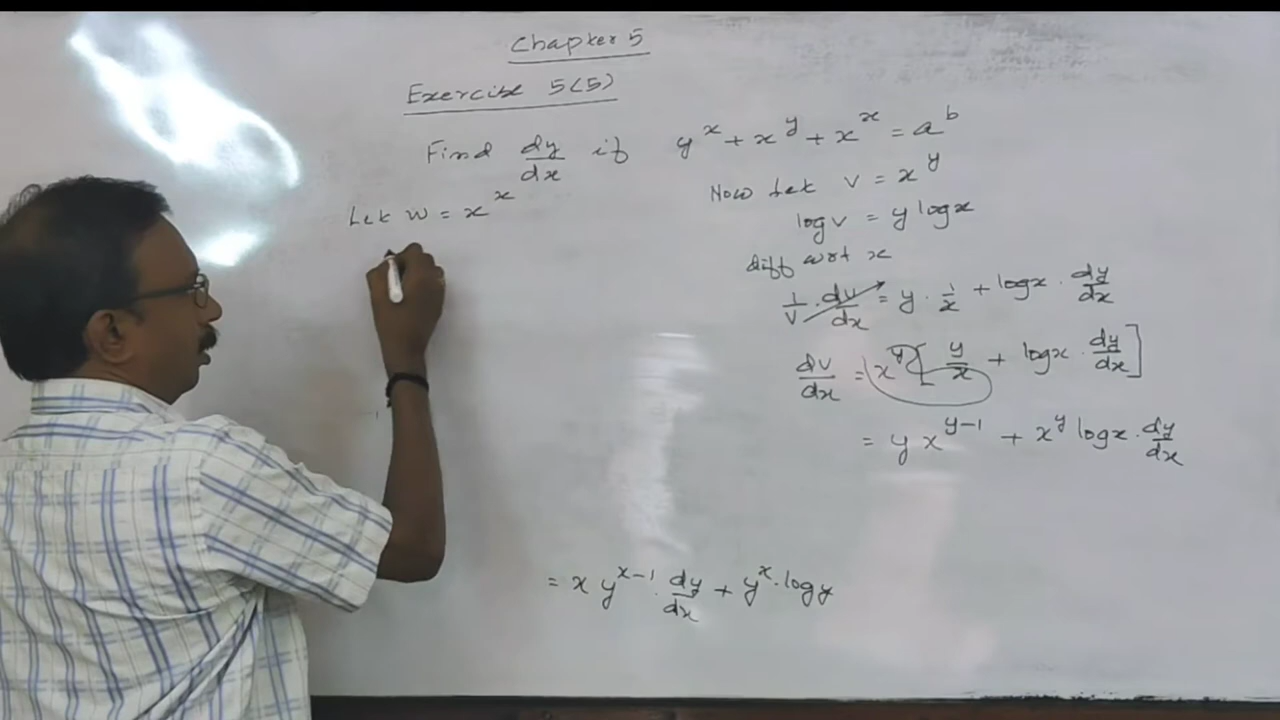 Chapter 5
Exercise 5(5)
Find dy/dx if y^x + x^y + x^x = a^b
Let w = x^x
Now Let v = x^y
log v = y log x
diff wrt x
1/v · dv/dx = y · 1/x + log x · dy/dx
dv/dx = x^y [ y/x + log x · dy/dx ]
= y x^(y-1) + x^y log x · dy/dx
= x y^(x-1) · dy/dx + y^x · log y